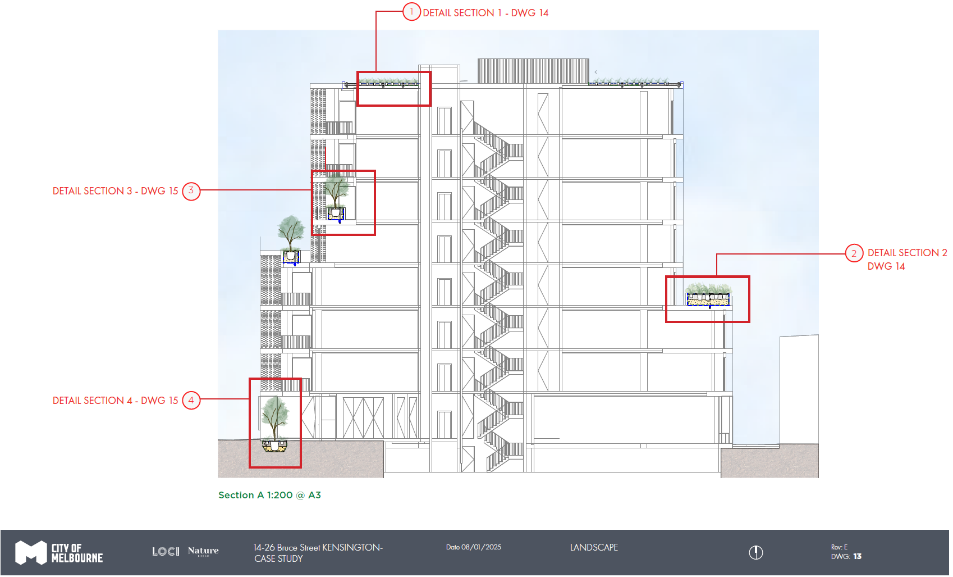 1 DETAIL SECTION 1 - DWG 14
DETAIL SECTION 3 - DWG 15 3
2 DETAIL SECTION 2
DWG 14
DETAIL SECTION 4 - DWG 15 4
Section A 1:200 @ A3
CITY OF
MELBOURNE
LOCI
Nature
14-26 Bruce Street KENSINGTON-
CASE STUDY
Date 08/01/2025
LANDSCAPE
Rev: E
DWG. 13